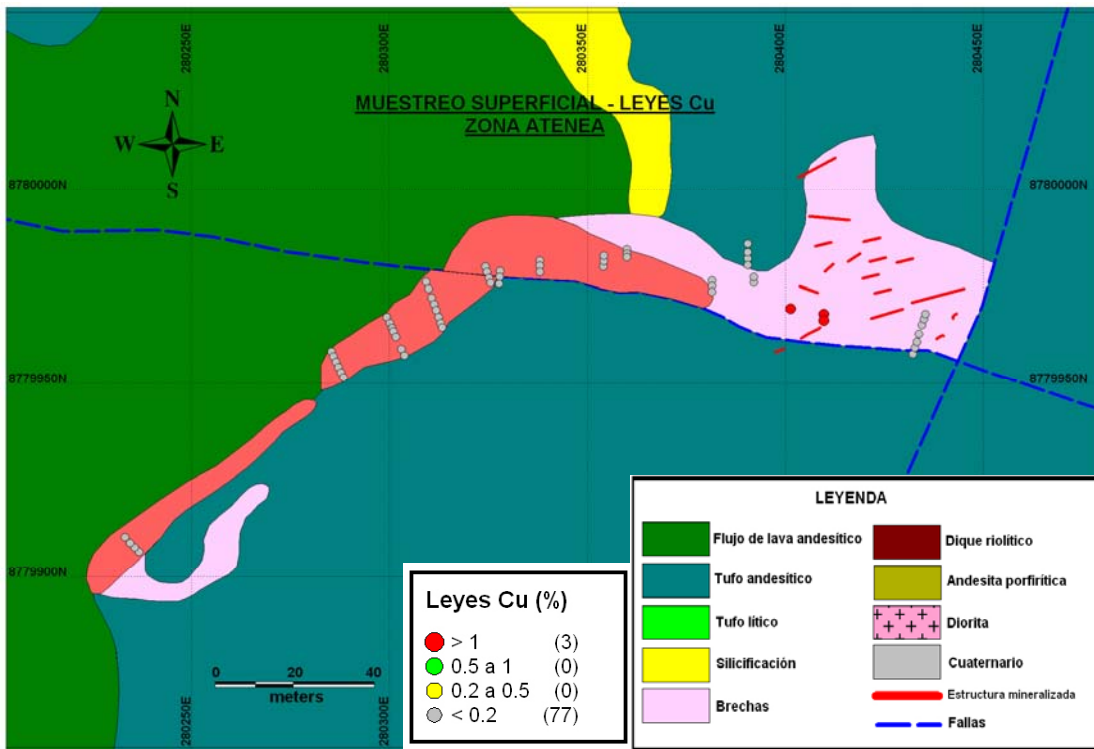 280250E
280300E
280350E
280400E
280450E
MUESTREO SUPERFICIAL - LEYES Cu
ZONA ATENEA
N
W E
S
8780000N
8780000N
8779950N
8779950N
8779900N
0 20 40
meters
280250E
280300E
Leyes Cu (%)
> 1 (3)
0.5 a 1 (0)
0.2 a 0.5 (0)
< 0.2 (77)
LEYENDA
Flujo de lava andesítico
Tufo andesítico
Tufo lítico
Silicificación
Brechas
Dique riolítico
Andesita porfirítica
Diorita
Cuaternario
Estructura mineralizada
Fallas